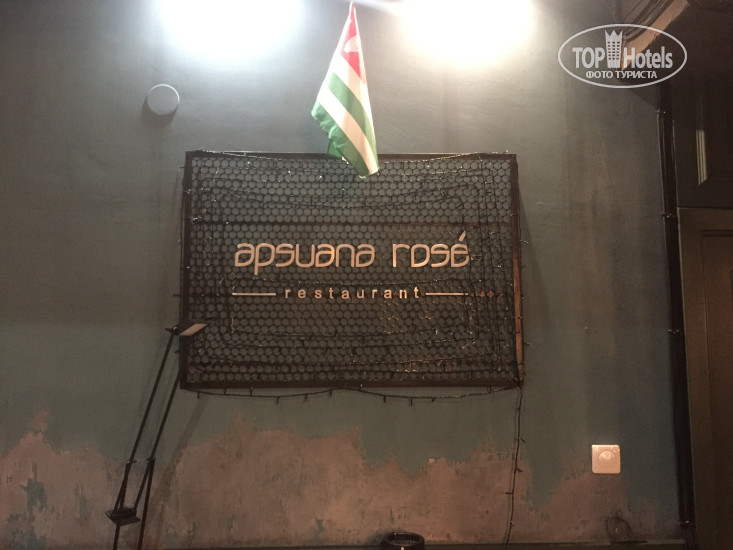 TOP Hotels
ФОТО ТУРИСТА
apsuana rosé
restaurant